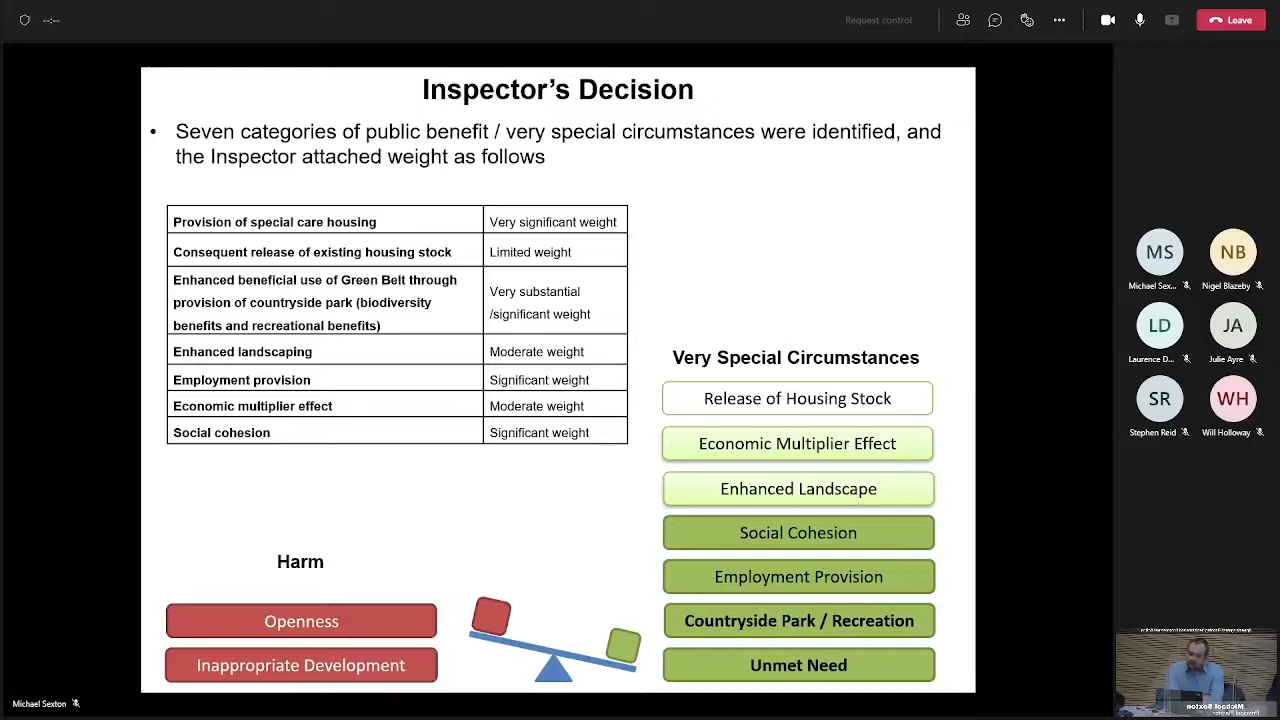 --:--
Request control
Leave
Inspector's Decision
• Seven categories of public benefit / very special circumstances were identified, and
the Inspector attached weight as follows
Provision of special care housing
Very significant weight
Consequent release of existing housing stock
Limited weight
Enhanced beneficial use of Green Belt through
provision of countryside park (biodiversity
benefits and recreational benefits)
Very substantial
/significant weight
Enhanced landscaping
Moderate weight
Employment provision
Significant weight
Economic multiplier effect
Moderate weight
Social cohesion
Significant weight
Very Special Circumstances
Release of Housing Stock
Economic Multiplier Effect
Enhanced Landscape
Social Cohesion
Employment Provision
Countryside Park / Recreation
Unmet Need
Harm
Openness
Inappropriate Development
MS
Michael Sex...
NB
Nigel Blazeby
LD
Laurence D...
JA
Julie Ayre
SR
Stephen Reid
WH
Will Holloway
Michael Sexton
Michael Sexton